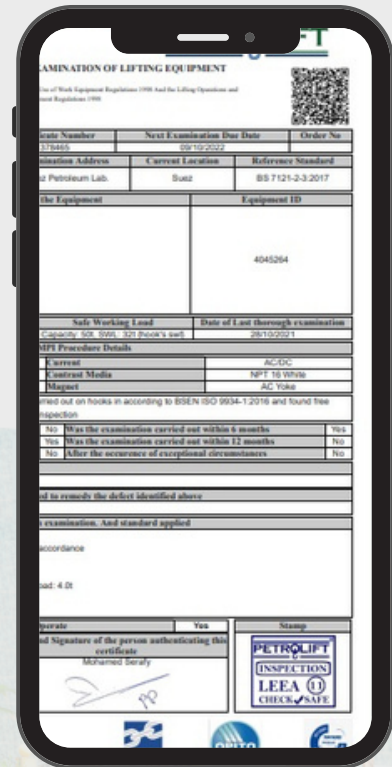 FT
AMINATION OF LIFTING EQUIPMENT
Use of Work Equipment Regulations 1998 And the Lifting Operations and
ment Regulations 1998
icate Number Next Examination Due Date Order No
378465 09/10/2022
mination Address Current Location Reference Standard
ez Petroleum Lab. Suez BS 7121-2-3:2017
the Equipment Equipment ID
4045264
Safe Working Load Date of Last thorough examination
Capacity: 50t, SWL: 32t (hook's swl) 28/10/2021
MPI Procedure Details
Current AC/DC
Contrast Media NPT 16 White
Magnet AC Yoke
rried out on hooks in according to BSEN ISO 9934-1:2016 and found free
nspection
No Was the examination carried out within 6 months Yes
Yes Was the examination carried out within 12 months No
No After the occurence of exceptional circumstances No
ed to remedy the defect identified above
examination. And standard applied
accordance
oad: 4.0t
perate Yes Stamp
nd Signature of the person authenticating this
certificate
Mohamed Serafy
PETROLIFT
INSPECTION
LEEA 11
CHECK✓SAFE
OPITO